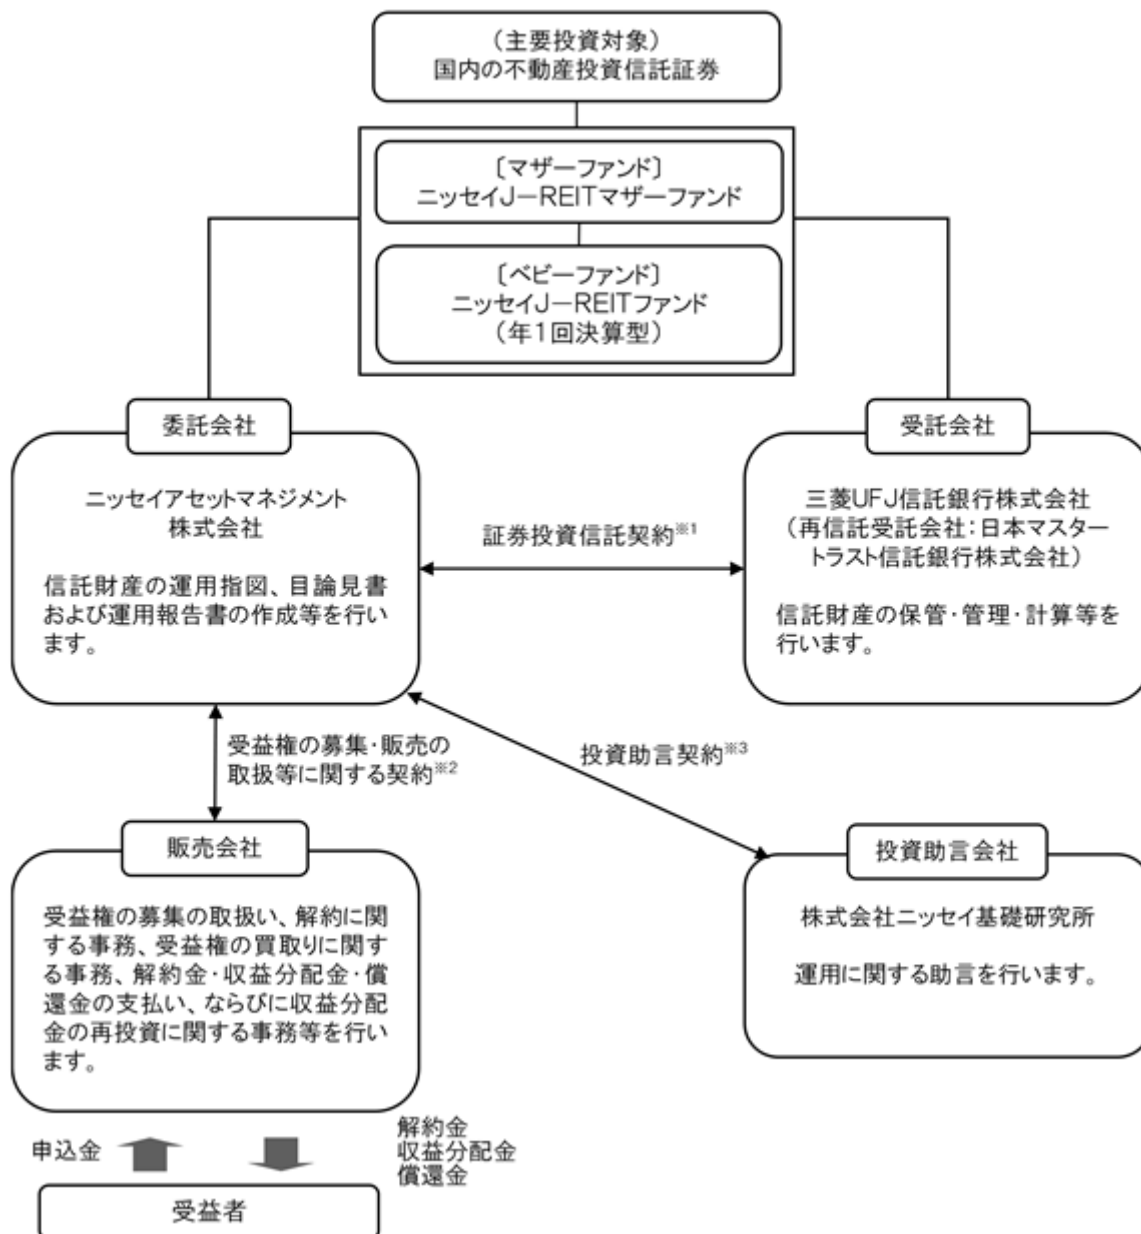 （主要投資対象）
国内の不動産投資信託証券
〔マザーファンド〕
ニッセイJ－REITマザーファンド
〔ベビーファンド〕
ニッセイJ－REITファンド
（年1回決算型）
委託会社
ニッセイアセットマネジメント
株式会社
信託財産の運用指図、目論見書
および運用報告書の作成等を行い
ます。
証券投資信託契約※1
受託会社
三菱UFJ信託銀行株式会社
（再信託受託会社：日本マスター
トラスト信託銀行株式会社）
信託財産の保管・管理・計算等を
行います。
受益権の募集・販売の
取扱等に関する契約※2
投資助言契約※3
販売会社
受益権の募集の取扱い、解約に関
する事務、受益権の買取りに関す
る事務、解約金・収益分配金・償
還金の支払い、ならびに収益分配
金の再投資に関する事務等を行い
ます。
投資助言会社
株式会社ニッセイ基礎研究所
運用に関する助言を行います。
申込金
解約金
収益分配金
償還金
受益者